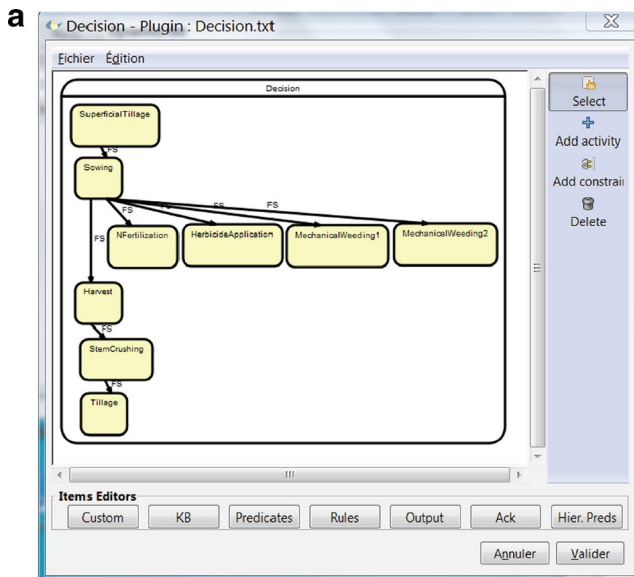 a
Decision - Plugin : Decision.txt
Fichier Édition
Decision
Select
Add activity
Add constrai
Delete
SuperficialTillage
FS
Sowing
FS
FS
FS
FS
FS
NFertilization
HerbicideApplication
MechanicalWeeding1
MechanicalWeeding2
Harvest
FS
StemCrushing
FS
Tillage
Items Editors
Custom KB Predicates Rules Output Ack Hier. Preds
Annuler Valider